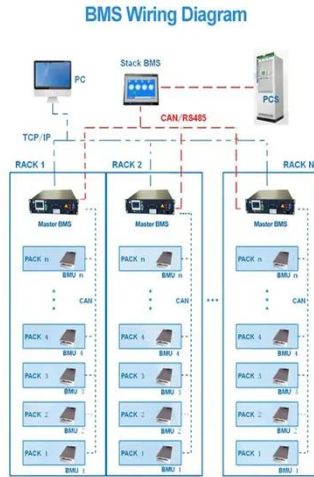 BMS Wiring Diagram
PC
Stack BMS
PCS
CAN/RS485
TCP/IP
RACK 1
RACK 2
RACK N
Master BMS
Master BMS
Master BMS
PACK n
BMU n
PACK n
BMU n
PACK n
BMU n
CAN
CAN
CAN
PACK 4
BMU 4
PACK 4
BMU 4
PACK 4
BMU 4
PACK 3
BMU 3
PACK 3
BMU 3
PACK 3
BMU 3
PACK 2
BMU 2
PACK 2
BMU 2
PACK 2
BMU 2
PACK 1
BMU 1
PACK 1
BMU 1
PACK 1
BMU 1